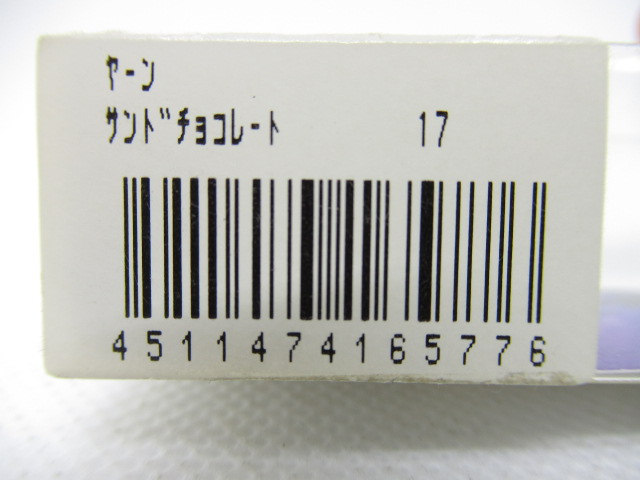 ﾔｰﾝ
ｻﾝﾄﾞﾁｮｺﾚｰﾄ 17
4511474165776